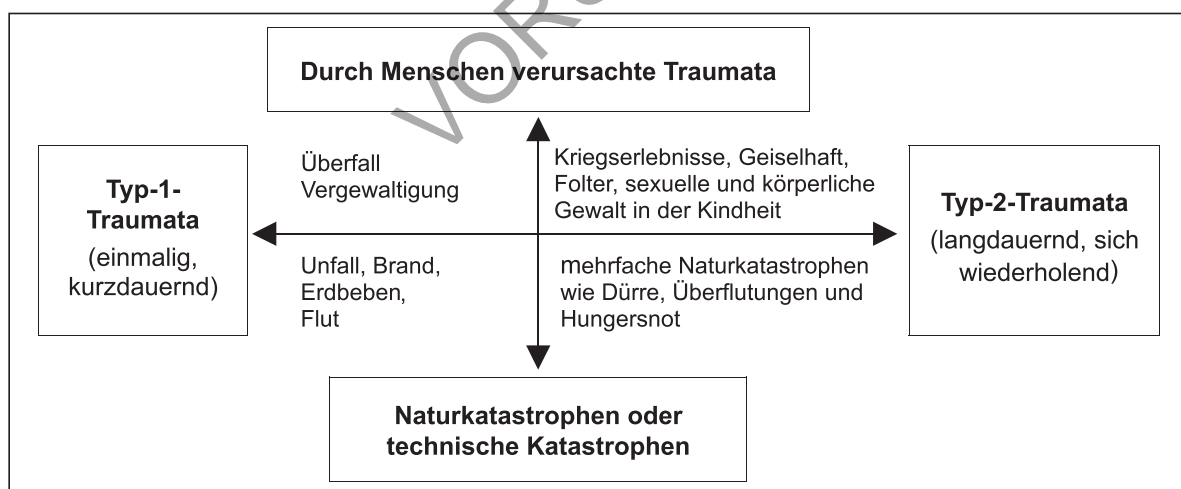 VORS
Durch Menschen verursachte Traumata
Typ-1-
Traumata
(einmalig,
kurzdauernd)
Überfall
Vergewaltigung
Kriegserlebnisse, Geiselhaft,
Folter, sexuelle und körperliche
Gewalt in der Kindheit
Unfall, Brand,
Erdbeben,
Flut
mehrfache Naturkatastrophen
wie Dürre, Überflutungen und
Hungersnot
Typ-2-Traumata
(langdauernd, sich
wiederholend)
Naturkatastrophen oder
technische Katastrophen